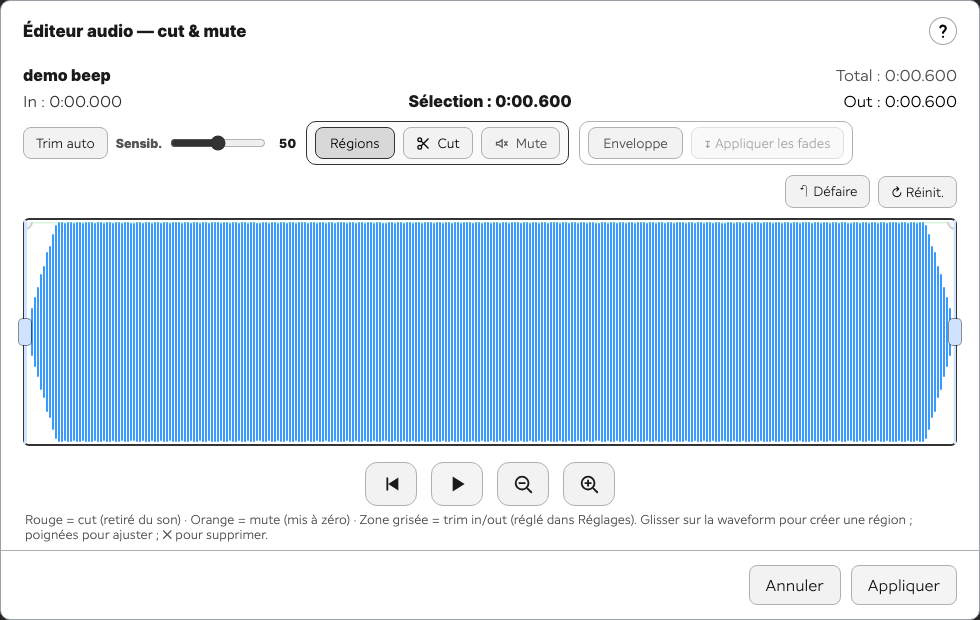 Éditeur audio — cut & mute
?
demo beep
Total : 0:00.600
In : 0:00.000
Sélection : 0:00.600
Out : 0:00.600
Trim auto
Sensib.
50
Régions
Cut
Mute
Enveloppe
↧ Appliquer les fades
Défaire
↻ Réinit.
Rouge = cut (retiré du son) · Orange = mute (mis à zéro) · Zone grisée = trim in/out (réglé dans Réglages). Glisser sur la waveform pour créer une région ;
poignées pour ajuster ; ✕ pour supprimer.
Annuler
Appliquer